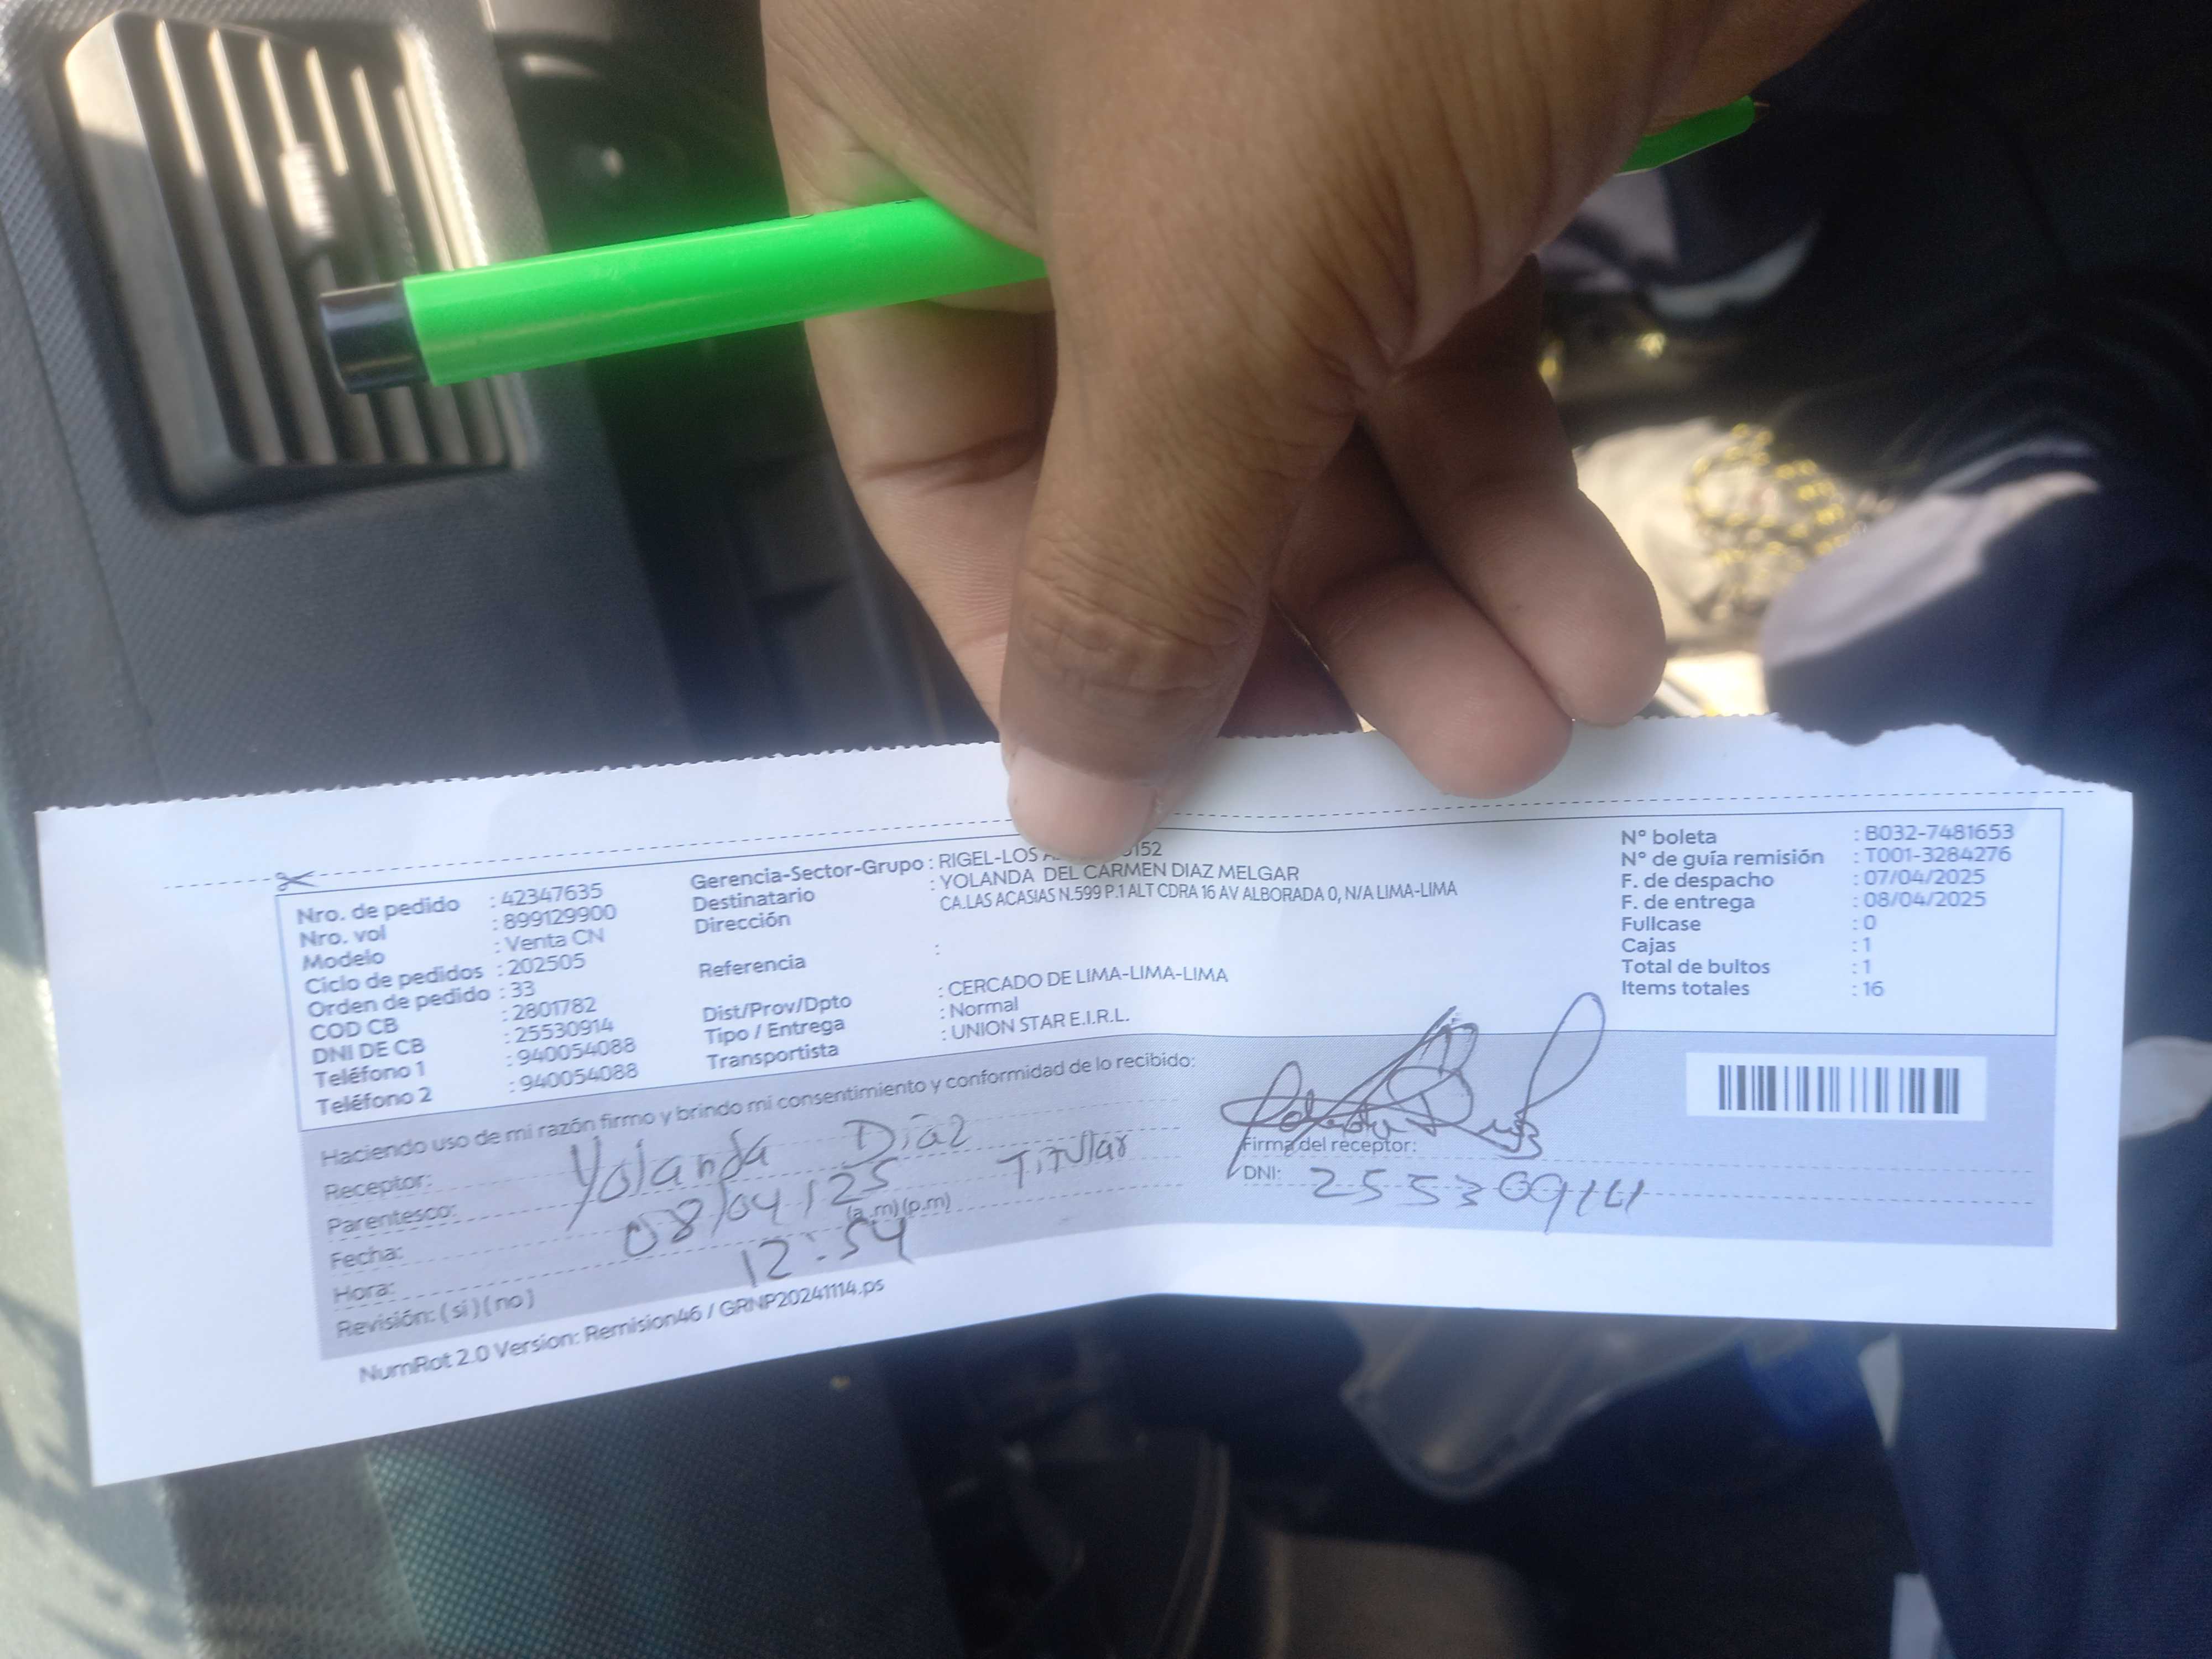 Nro. de pedido : 42347635
Nro. vol : 899129900
Modelo : Venta CN
Ciclo de pedidos : 202505
Orden de pedido : 33
COD CB : 2801782
DNI DE CB : 25530914
Teléfono 1 : 940054088
Teléfono 2 : 940054088
Gerencia-Sector-Grupo : RIGEL-LOS
Destinatario : YOLANDA DEL CARMEN DIAZ MELGAR
Dirección CA.LAS ACASIAS N.599 P.1 ALT CDRA 16 AV ALBORADA 0, N/A LIMA-LIMA
Referencia :
Dist/Prov/Dpto : CERCADO DE LIMA-LIMA-LIMA
Tipo / Entrega : Normal
Transportista : UNION STAR E.I.R.L.
N° boleta : B032-7481653
N° de guía remisión : T001-3284276
F. de despacho : 07/04/2025
F. de entrega : 08/04/2025
Fullcase : 0
Cajas : 1
Total de bultos : 1
Items totales : 16
Haciendo uso de mi razón firmo y brindo mi consentimiento y conformidad de lo recibido:
Receptor: Yolanda Díaz
Parentesco: Titular
Fecha: 08/04/25
Hora: 12:54 (a.m)(p.m)
Revisión: (si)(no)
Firma del receptor:
DNI: 25530914
NumRot 2.0 Version: Remision46 / GRNP20241114.ps